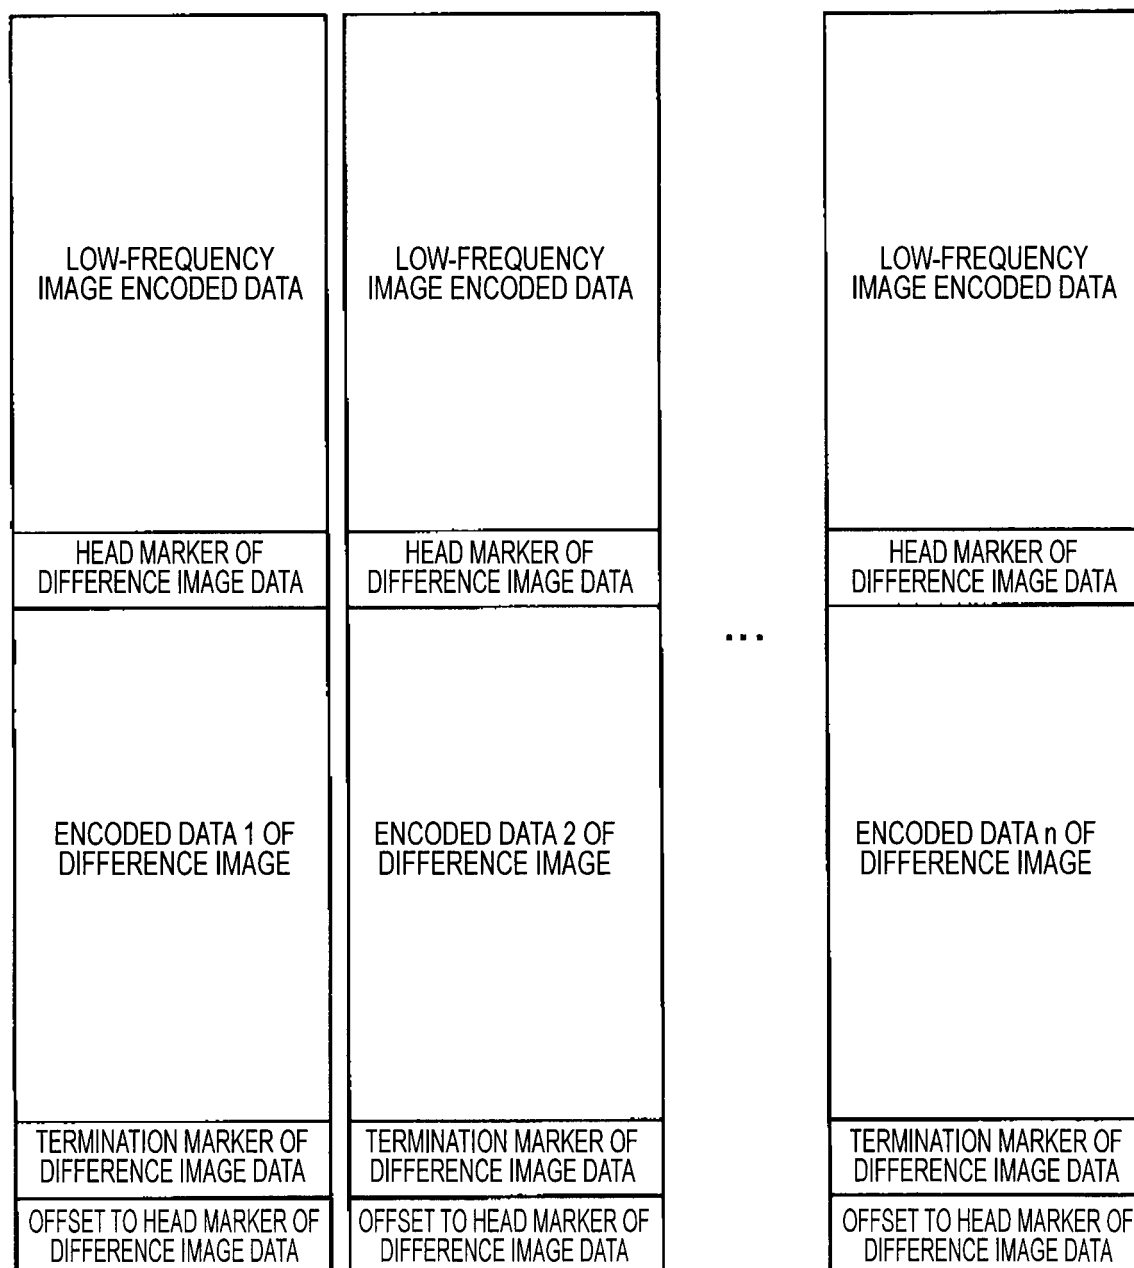 LOW-FREQUENCY
IMAGE ENCODED DATA
HEAD MARKER OF
DIFFERENCE IMAGE DATA
ENCODED DATA 1 OF
DIFFERENCE IMAGE
TERMINATION MARKER OF
DIFFERENCE IMAGE DATA
OFFSET TO HEAD MARKER OF
DIFFERENCE IMAGE DATA
LOW-FREQUENCY
IMAGE ENCODED DATA
HEAD MARKER OF
DIFFERENCE IMAGE DATA
ENCODED DATA 2 OF
DIFFERENCE IMAGE
TERMINATION MARKER OF
DIFFERENCE IMAGE DATA
OFFSET TO HEAD MARKER OF
DIFFERENCE IMAGE DATA
...
LOW-FREQUENCY
IMAGE ENCODED DATA
HEAD MARKER OF
DIFFERENCE IMAGE DATA
ENCODED DATA n OF
DIFFERENCE IMAGE
TERMINATION MARKER OF
DIFFERENCE IMAGE DATA
OFFSET TO HEAD MARKER OF
DIFFERENCE IMAGE DATA